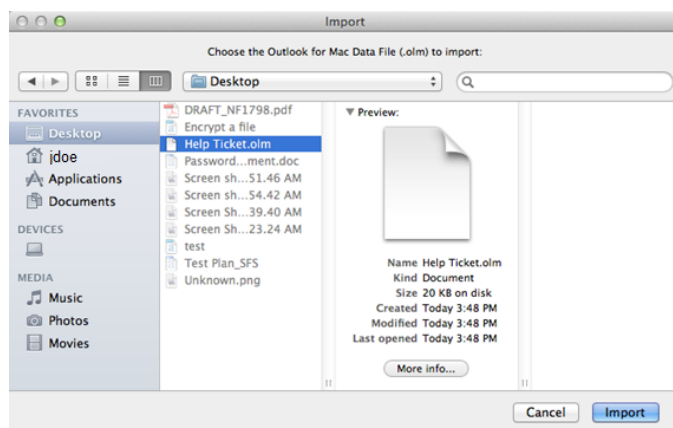 Import
Choose the Outlook for Mac Data File (.olm) to import:
Desktop
FAVORITES
Desktop
jdoe
Applications
Documents
DEVICES
MEDIA
Music
Photos
Movies
DRAFT_NF1798.pdf
Encrypt a file
Help Ticket.olm
Password...ment.doc
Screen sh...51.46 AM
Screen sh...54.42 AM
Screen Sh...39.40 AM
Screen Sh...23.24 AM
test
Test Plan_SFS
Unknown.png
Preview:
Name Help Ticket.olm
Kind Document
Size 20 KB on disk
Created Today 3:48 PM
Modified Today 3:48 PM
Last opened Today 3:48 PM
More info...
Cancel
Import